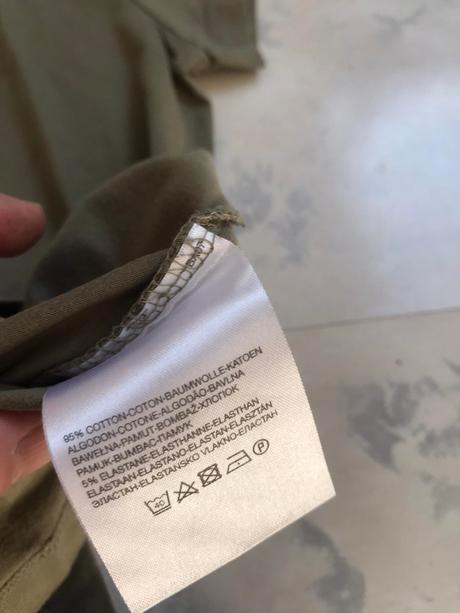 95% COTTON-COTON-BAUMWOLLE-KATOEN
ALGODON-COTONE-ALGODÃO-BAVLNA
BAWEŁNA-PAMUT-BOMBAŽ-ХЛОПОК
PAMUK-BUMBAC-ПАМУК
5% ELASTANE-ELASTHANNE-ELASTHAN
ELASTAAN-ELASTANO-ELASTAN-ELASZTÁN
ЭЛАСТАН-ELASTANSKO VLAKNO-ЕЛАСТАН
40 P